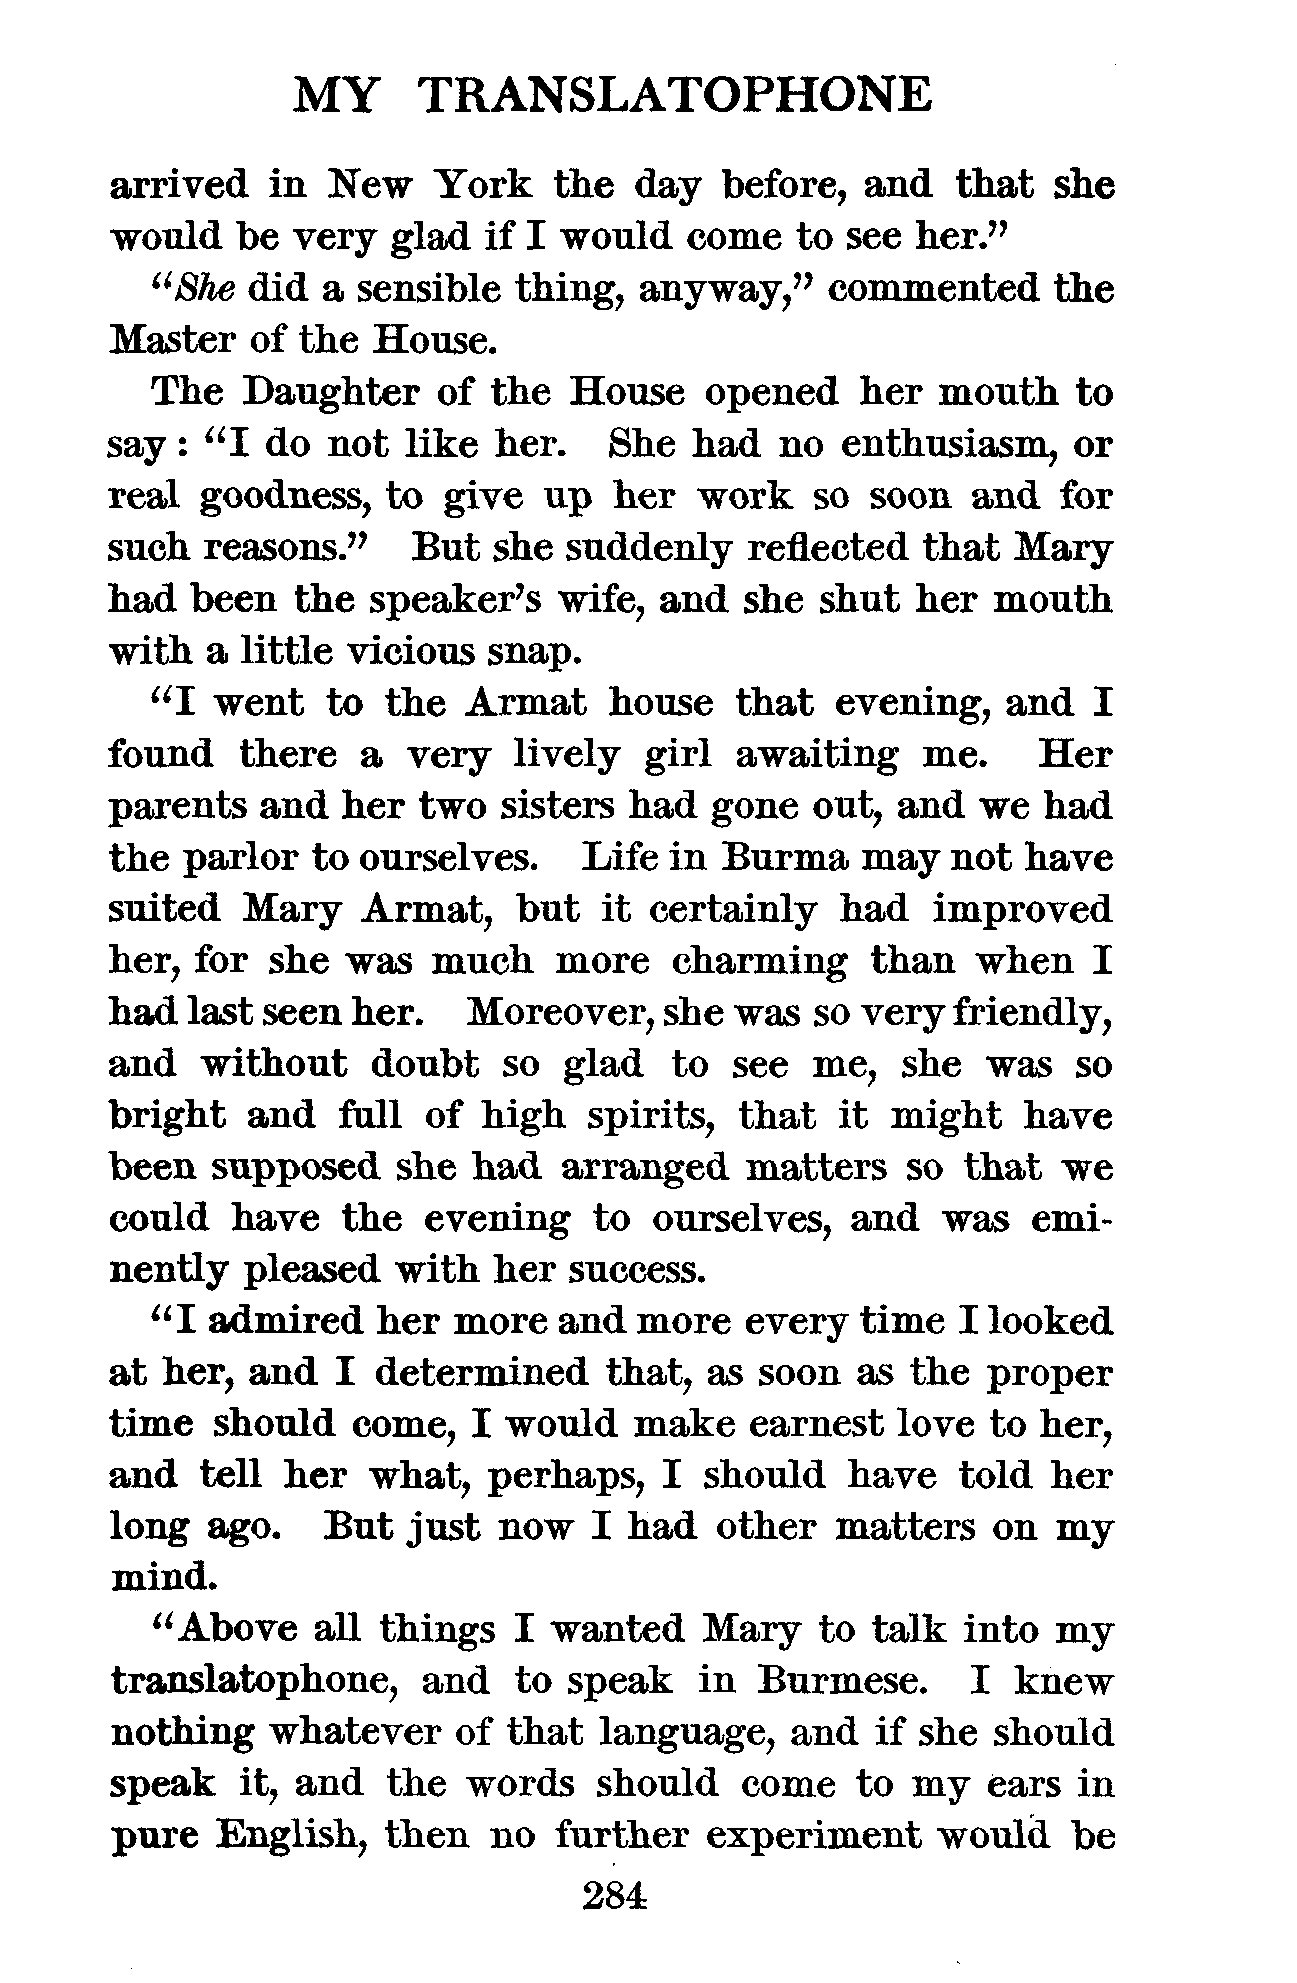 MY TRANSLATOPHONE
arrived in New York the day before, and that she
would be very glad if I would come to see her.”
“She did a sensible thing, anyway,” commented the
Master of the House.
The Daughter of the House opened her mouth to
say : “I do not like her. She had no enthusiasm, or
real goodness, to give up her work so soon and for
such reasons.” But she suddenly reflected that Mary
had been the speaker’s wife, and she shut her mouth
with a little vicious snap.
“I went to the Armat house that evening, and I
found there a very lively girl awaiting me. Her
parents and her two sisters had gone out, and we had
the parlor to ourselves. Life in Burma may not have
suited Mary Armat, but it certainly had improved
her, for she was much more charming than when I
had last seen her. Moreover, she was so very friendly,
and without doubt so glad to see me, she was so
bright and full of high spirits, that it might have
been supposed she had arranged matters so that we
could have the evening to ourselves, and was emi-
nently pleased with her success.
“I admired her more and more every time I looked
at her, and I determined that, as soon as the proper
time should come, I would make earnest love to her,
and tell her what, perhaps, I should have told her
long ago. But just now I had other matters on my
mind.
“Above all things I wanted Mary to talk into my
translatophone, and to speak in Burmese. I knew
nothing whatever of that language, and if she should
speak it, and the words should come to my ears in
pure English, then no further experiment would be
284